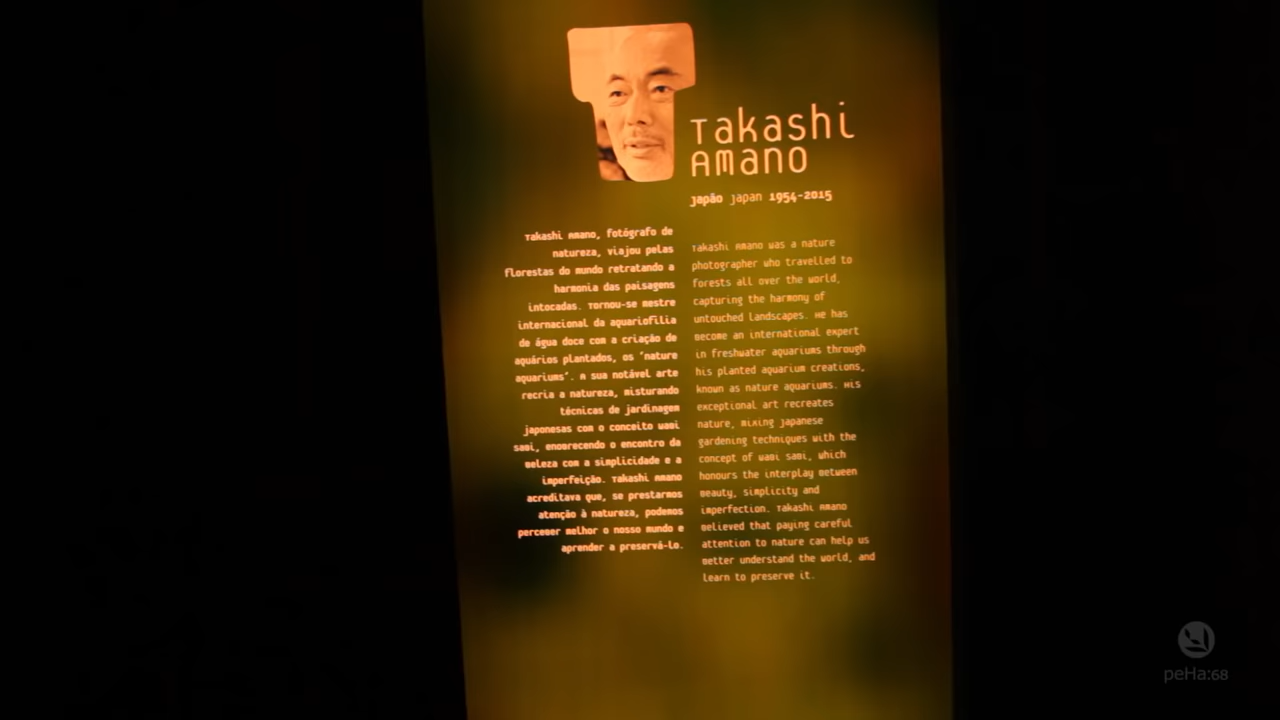 Takashi
Amano
japão japan 1954-2015
Takashi Amano, fotógrafo de
natureza, viajou pelas
florestas do mundo retratando a
harmonia das paisagens
intocadas. Tornou-se mestre
internacional da aquariofilia
de água doce com a criação de
aquários plantados, os 'nature
aquariums'. A sua notável arte
recria a natureza, misturando
técnicas de jardinagem
japonesas com o conceito wabi
sabi, enobrecendo o encontro da
beleza com a simplicidade e a
imperfeição. Takashi Amano
acreditava que, se prestarmos
atenção à natureza, podemos
perceber melhor o nosso mundo e
aprender a preservá-lo.
Takashi Amano was a nature
photographer who travelled to
forests all over the world,
capturing the harmony of
untouched landscapes. He has
become an international expert
in freshwater aquariums through
his planted aquarium creations,
known as nature aquariums. His
exceptional art recreates
nature, mixing japanese
gardening techniques with the
concept of wabi sabi, which
honours the interplay between
beauty, simplicity and
imperfection. Takashi Amano
believed that paying careful
attention to nature can help us
better understand the world, and
learn to preserve it.
peHa:68